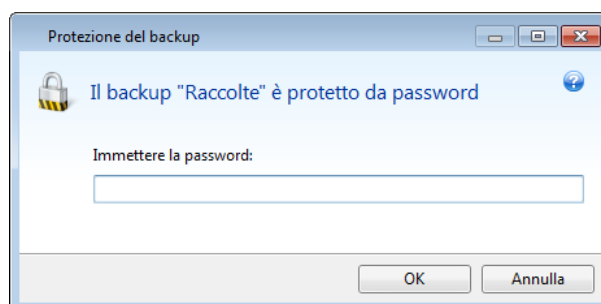 Protezione del backup
Il backup "Raccolte" è protetto da password
Immettere la password:
OK
Annulla